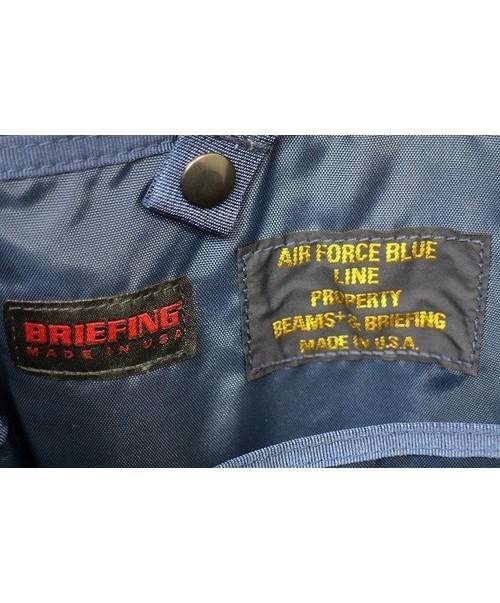 BRIEFING
MADE IN USA
AIR FORCE BLUE
LINE
PROPERTY
BEAMS+ & BRIEFING
MADE IN U.S.A.